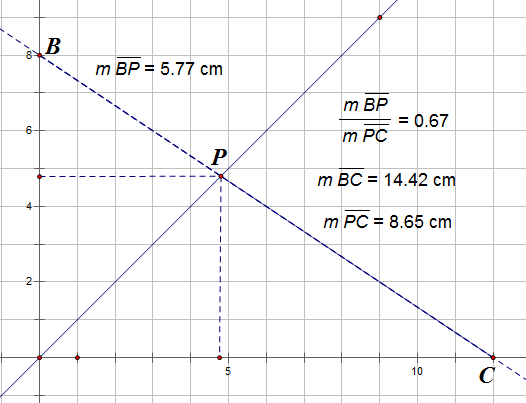 8
B
m BP = 5.77 cm
m BP
m PC
= 0.67
6
P
m BC = 14.42 cm
4
m PC = 8.65 cm
2
5
10
C